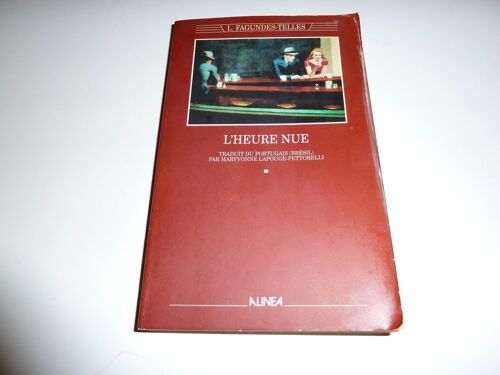 L. FAGUNDES-TELLES
L'HEURE NUE
TRADUIT DU PORTUGAIS (BRÉSIL)
PAR MARYVONNE LAPOUGE-PETTORELLI
ALINEA